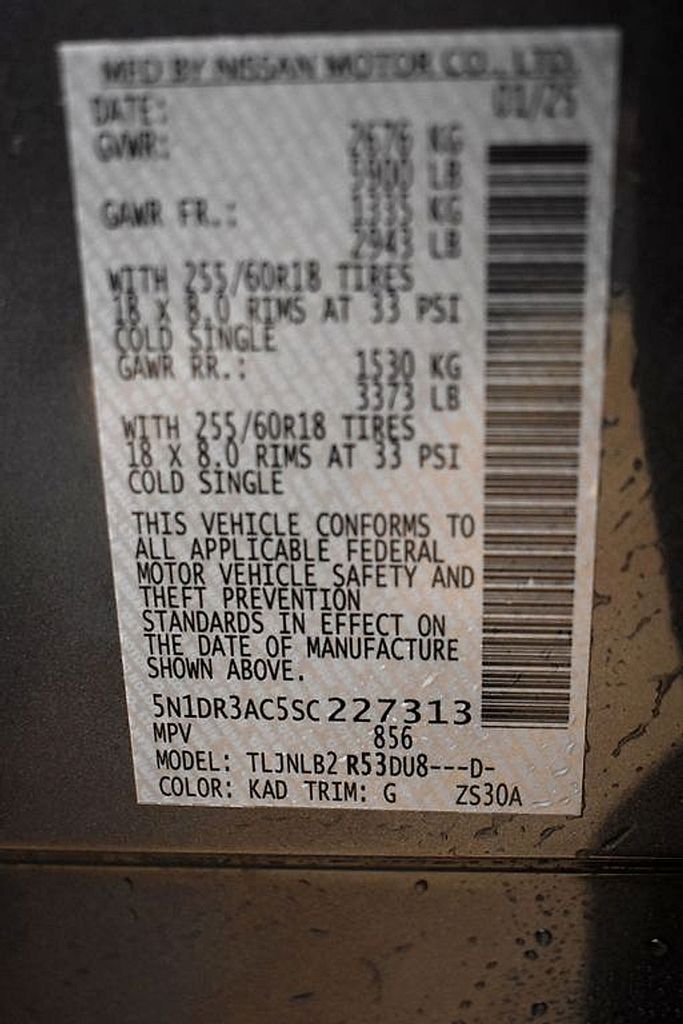 MFD BY NISSAN MOTOR CO., LTD.
DATE: 01/25
GVWR: 2676 KG
5900 LB
GAWR FR.: 1335 KG
2943 LB
WITH 255/60R18 TIRES
18 X 8.0 RIMS AT 33 PSI
COLD SINGLE
GAWR RR.: 1530 KG
3373 LB
WITH 255/60R18 TIRES
18 X 8.0 RIMS AT 33 PSI
COLD SINGLE
THIS VEHICLE CONFORMS TO
ALL APPLICABLE FEDERAL
MOTOR VEHICLE SAFETY AND
THEFT PREVENTION
STANDARDS IN EFFECT ON
THE DATE OF MANUFACTURE
SHOWN ABOVE.
5N1DR3AC5SC227313
MPV 856
MODEL: TLJNLB2 R53DU8---D-
COLOR: KAD TRIM: G ZS30A